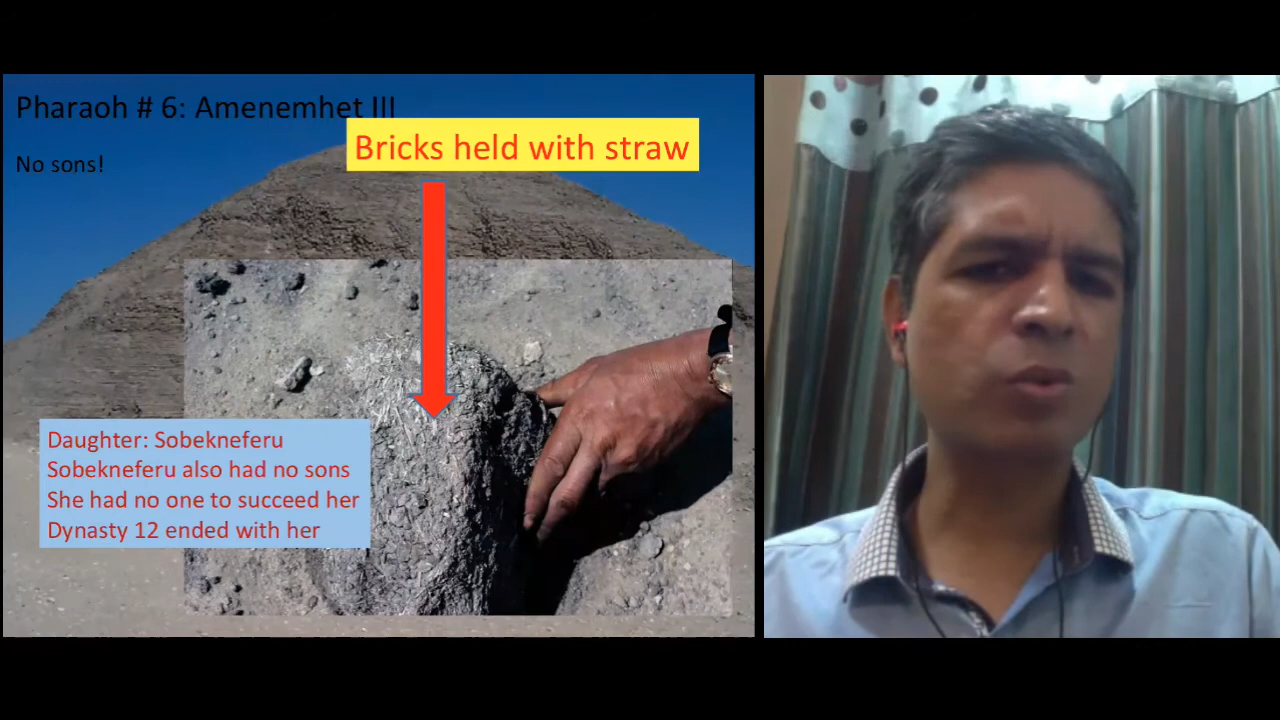 Pharaoh # 6: Amenemhet III
Bricks held with straw
No sons!
Daughter: Sobekneferu
Sobekneferu also had no sons
She had no one to succeed her
Dynasty 12 ended with her